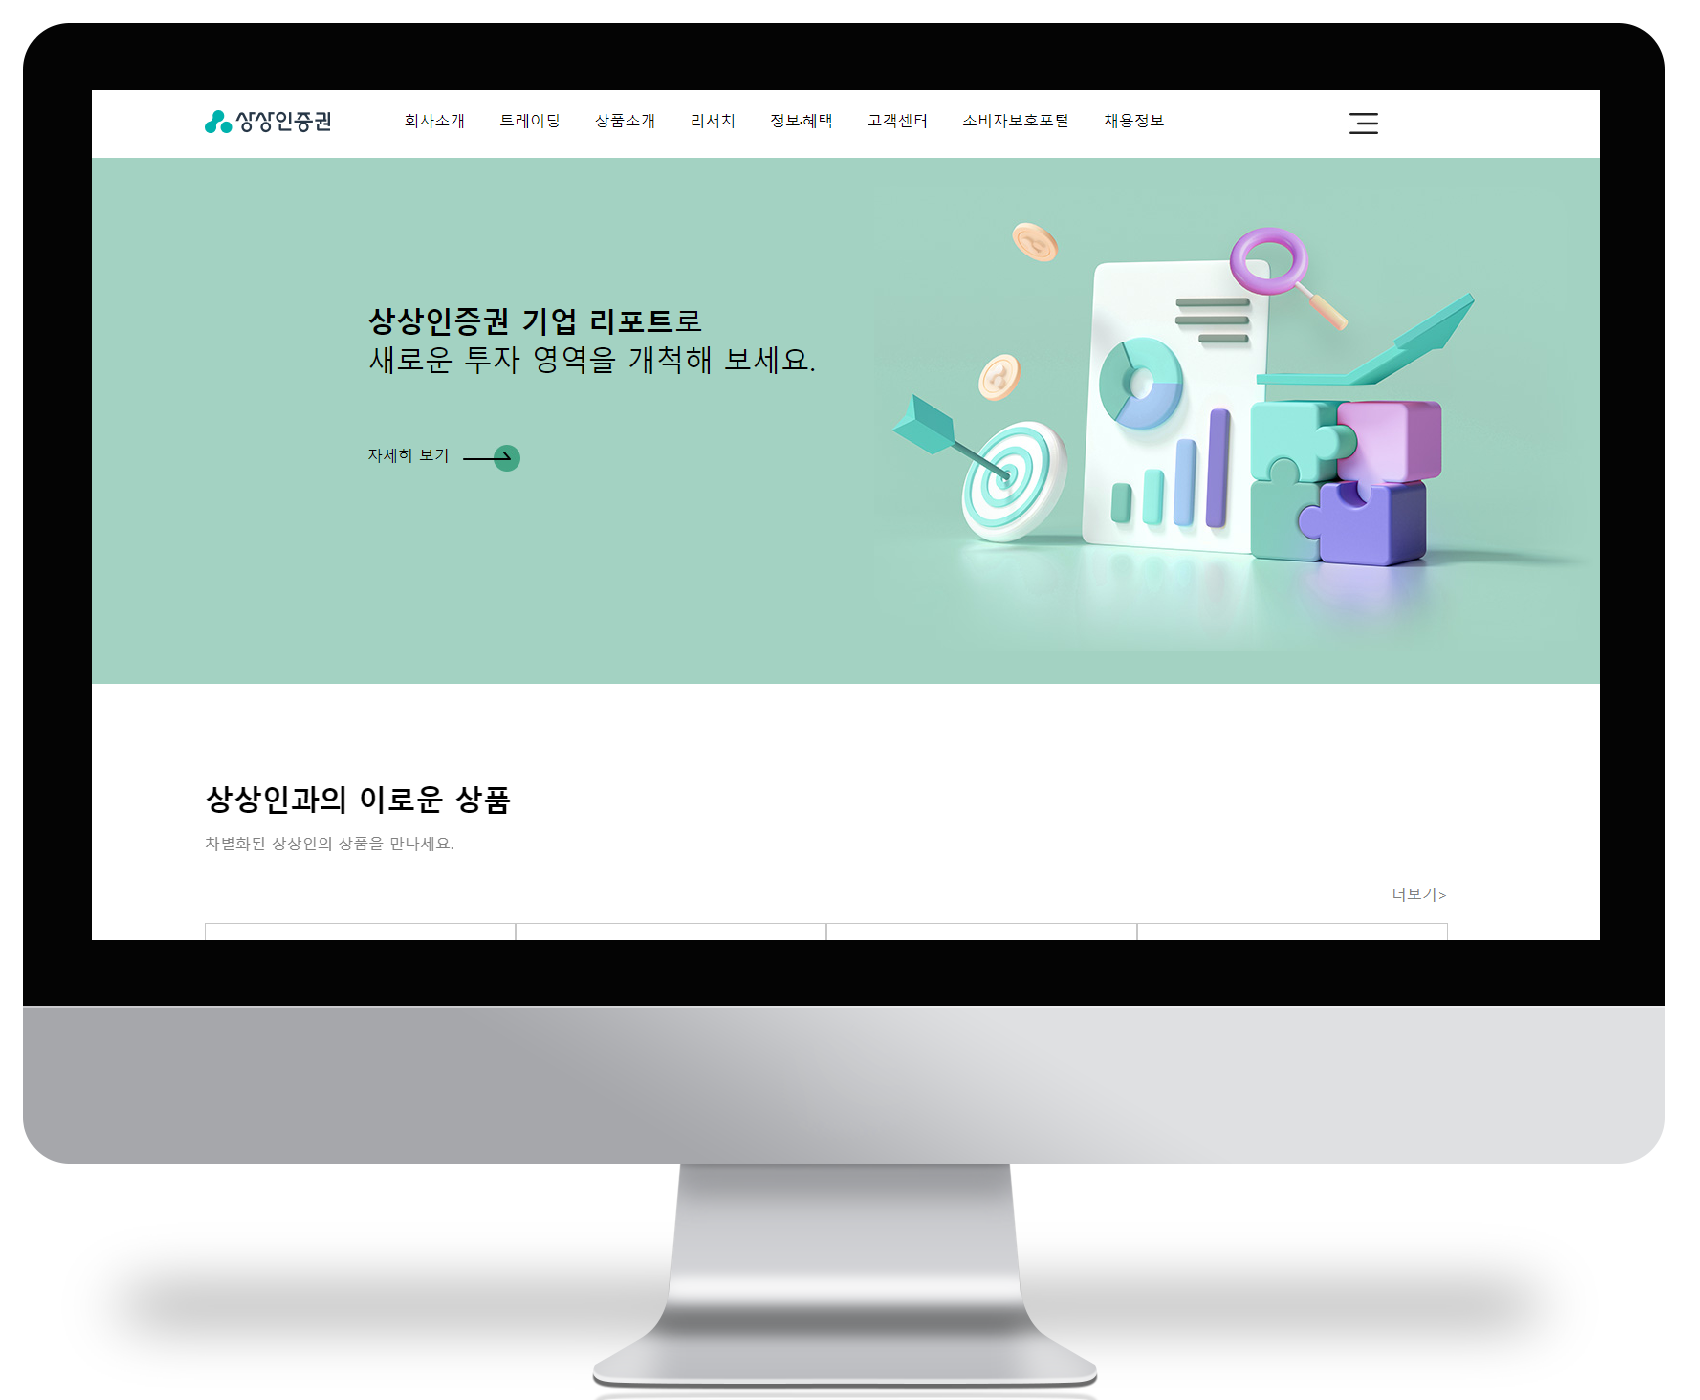 상상인증권
회사소개 트레이딩 상품소개 리서치 정보·혜택 고객센터 소비자보호포털 채용정보
상상인증권 기업 리포트로
새로운 투자 영역을 개척해 보세요.
자세히 보기
상상인과의 이로운 상품
차별화된 상상인의 상품을 만나세요.
더보기>